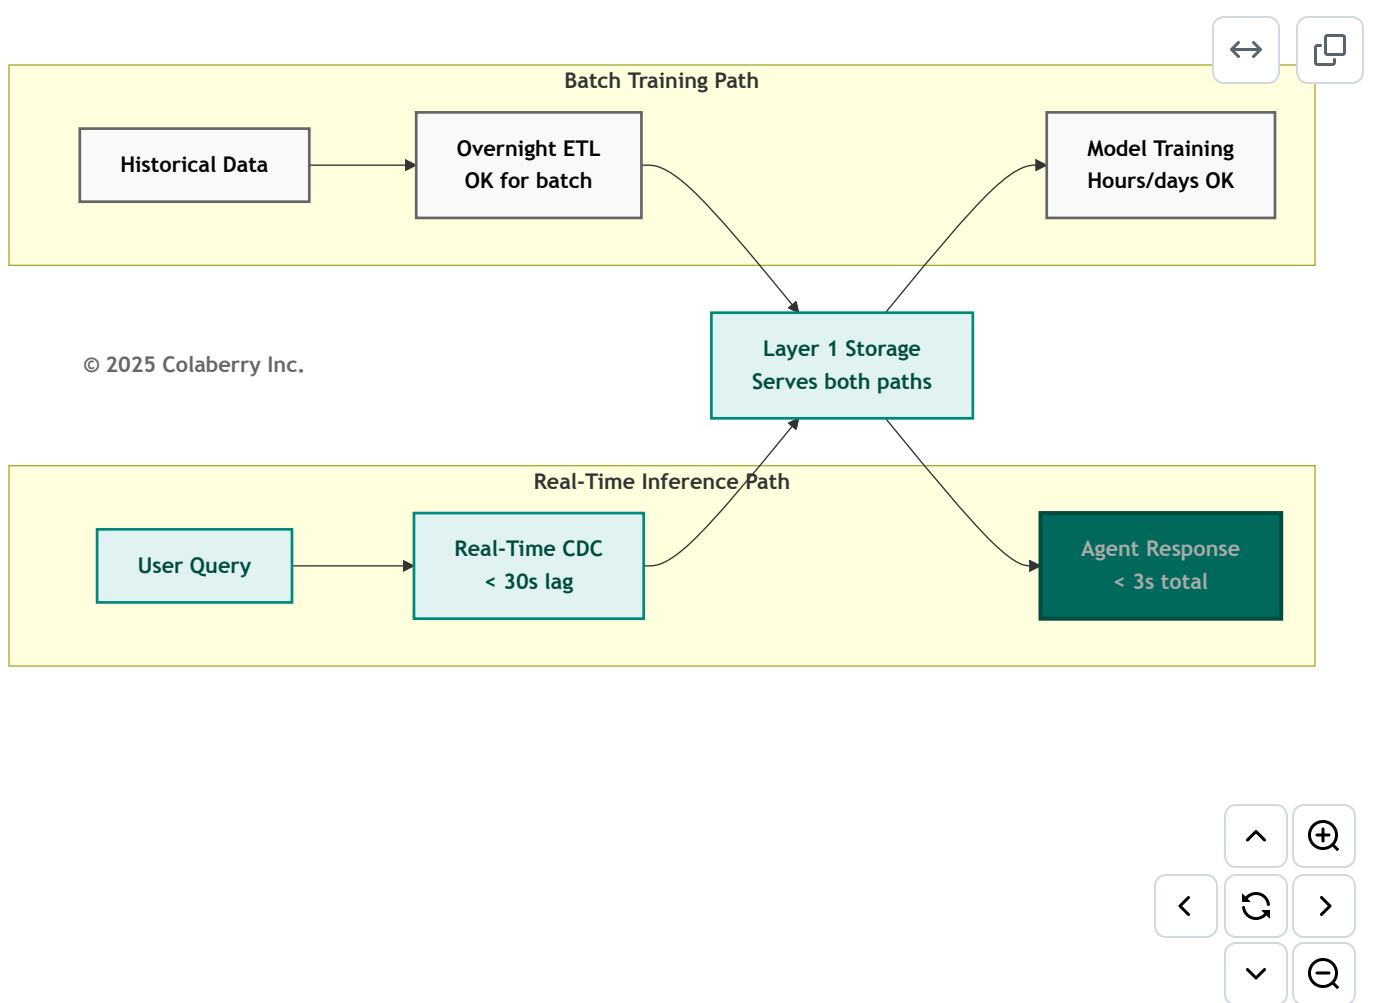 Batch Training Path
Historical Data
Overnight ETL
OK for batch
Model Training
Hours/days OK
Layer 1 Storage
Serves both paths
© 2025 Colaberry Inc.
Real-Time Inference Path
User Query
Real-Time CDC
< 30s lag
Agent Response
< 3s total